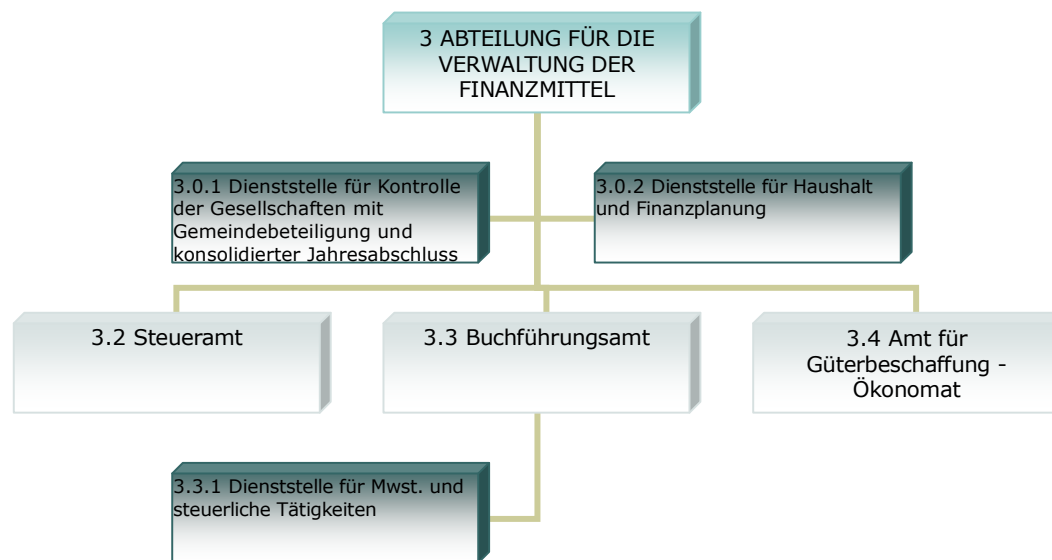 3 ABTEILUNG FÜR DIE
VERWALTUNG DER
FINANZMITTEL
3.0.1 Dienststelle für Kontrolle
der Gesellschaften mit
Gemeindebeteiligung und
konsolidierter Jahresabschluss
3.0.2 Dienststelle für Haushalt
und Finanzplanung
3.2 Steueramt
3.3 Buchführungsamt
3.4 Amt für
Güterbeschaffung -
Ökonomat
3.3.1 Dienststelle für Mwst. und
steuerliche Tätigkeiten